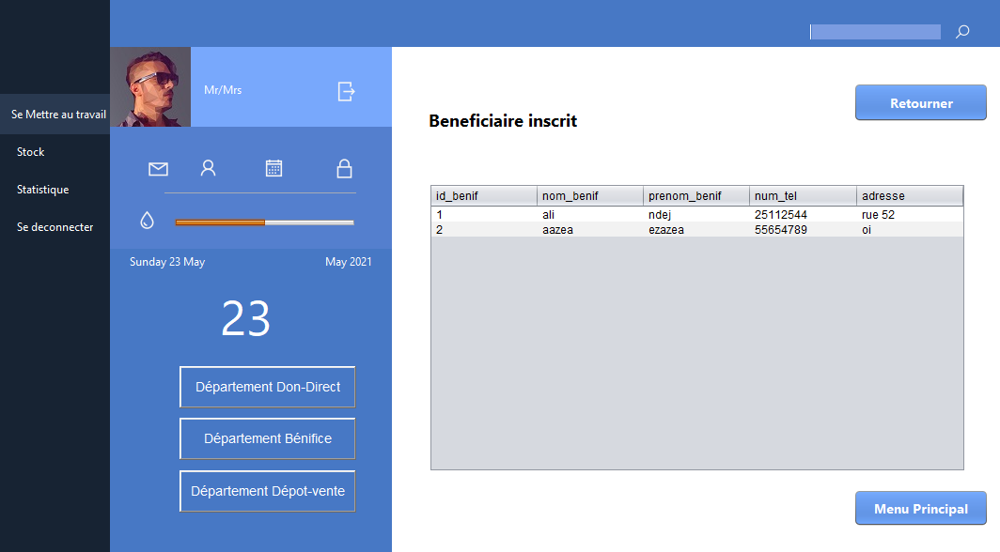 Se Mettre au travail
Stock
Statistique
Se deconnecter
Mr/Mrs
Sunday 23 May May 2021
23
Département Don-Direct
Département Bénifice
Département Dépot-vente
Retourner
Beneficiaire inscrit
id_benif nom_benif prenom_benif num_tel adresse
1 ali ndej 25112544 rue 52
2 aazea ezazea 55654789 oi
Menu Principal